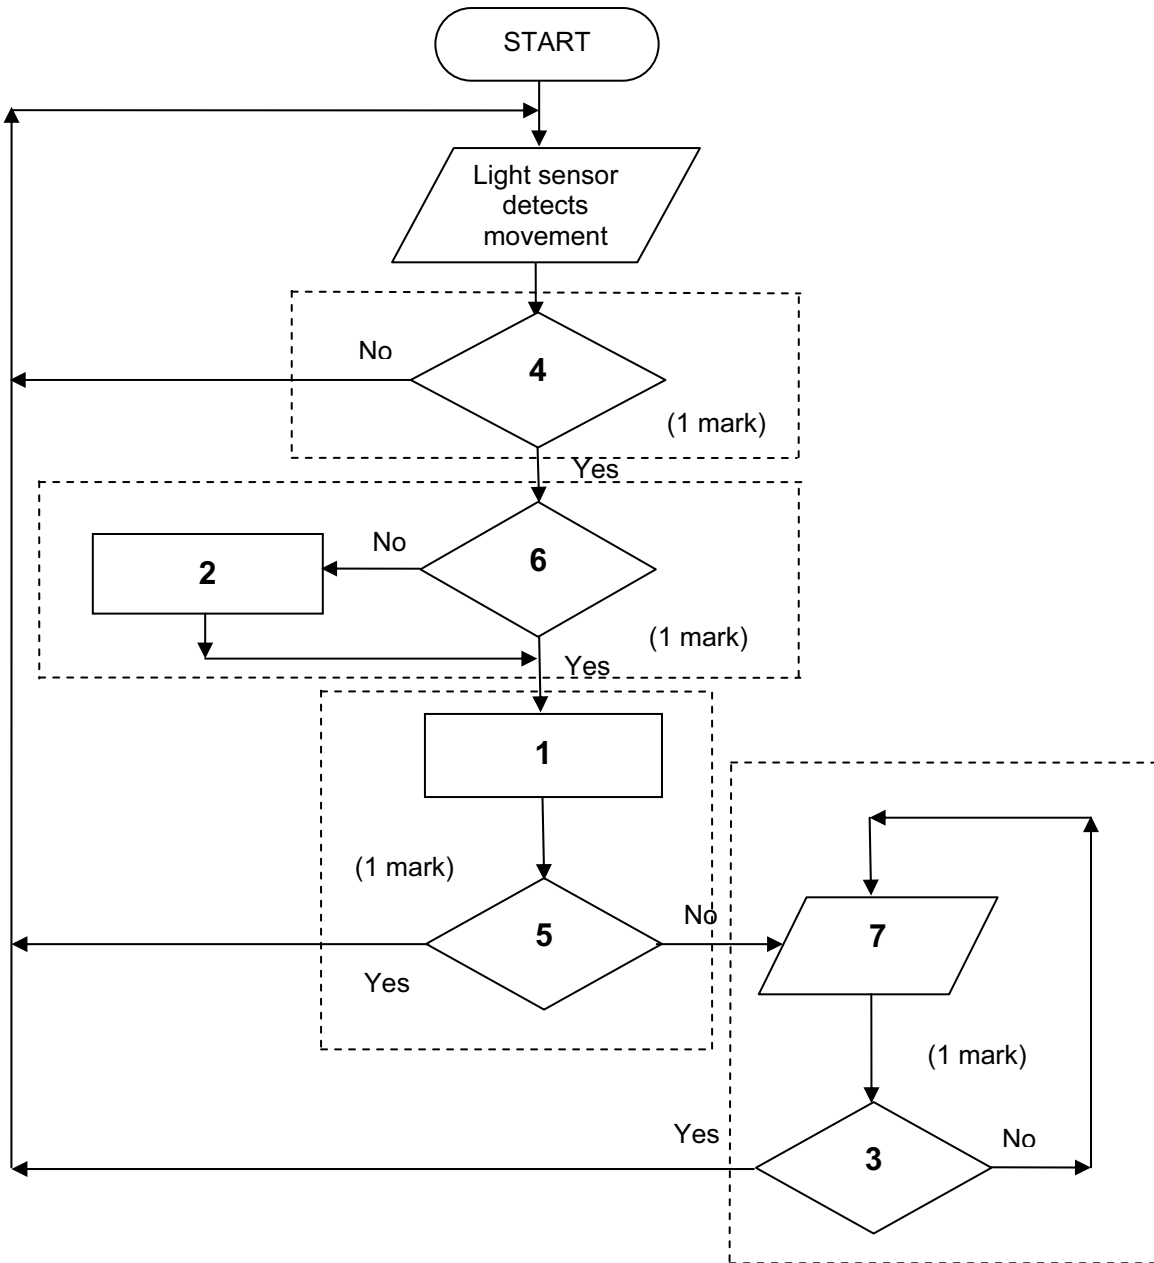 START
Light sensor
detects
movement
No
4
(1 mark)
Yes
No
6
2
(1 mark)
Yes
1
(1 mark)
5
No
7
Yes
(1 mark)
Yes
No
3